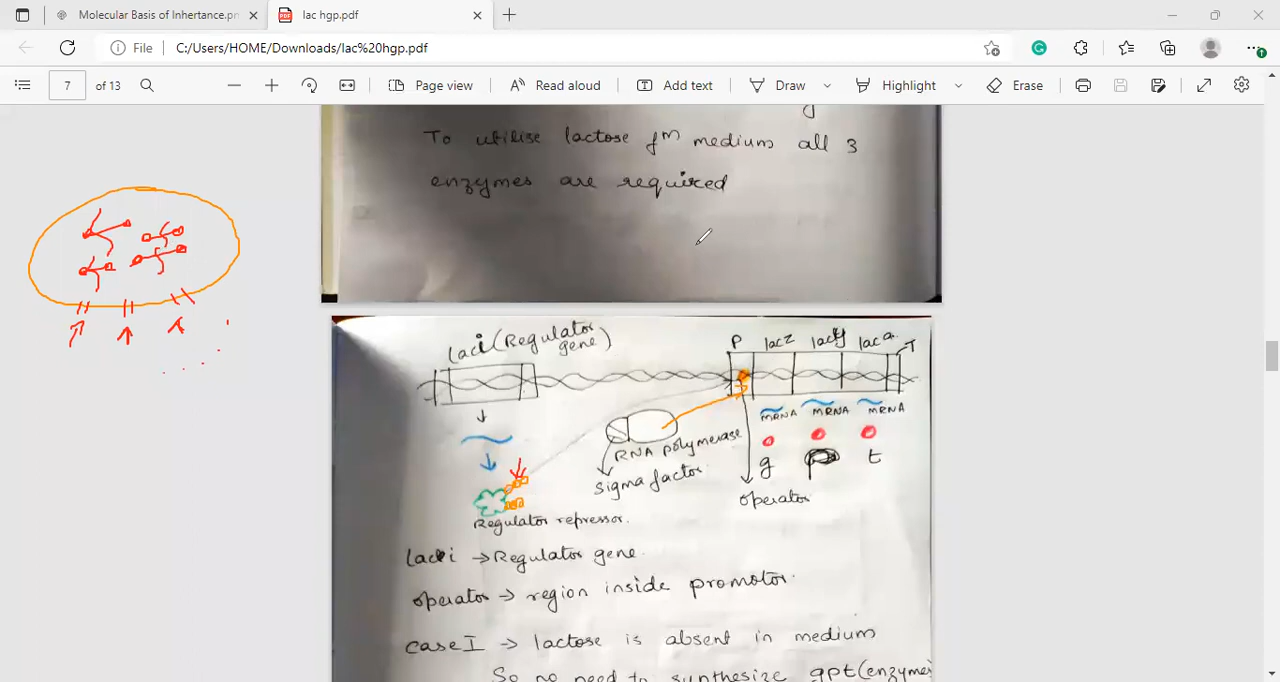 Molecular Basis of Inhertance.pr
lac hgp.pdf
File
C:/Users/HOME/Downloads/lac%20hgp.pdf
7
of 13
Page view
Read aloud
Add text
Draw
Highlight
Erase
To utilise lactose fm medium all 3
enzymes are required
laci (Regulator
gene)
P lacz lacy lac a
T
mRNA mRNA mRNA
RNA polymerase
Sigma factor
g p t
operator
Regulator repressor.
laci → Regulator gene.
operator → region inside promotor.
case I → lactose is absent in medium
So no need to synthesize gpt(enzymes